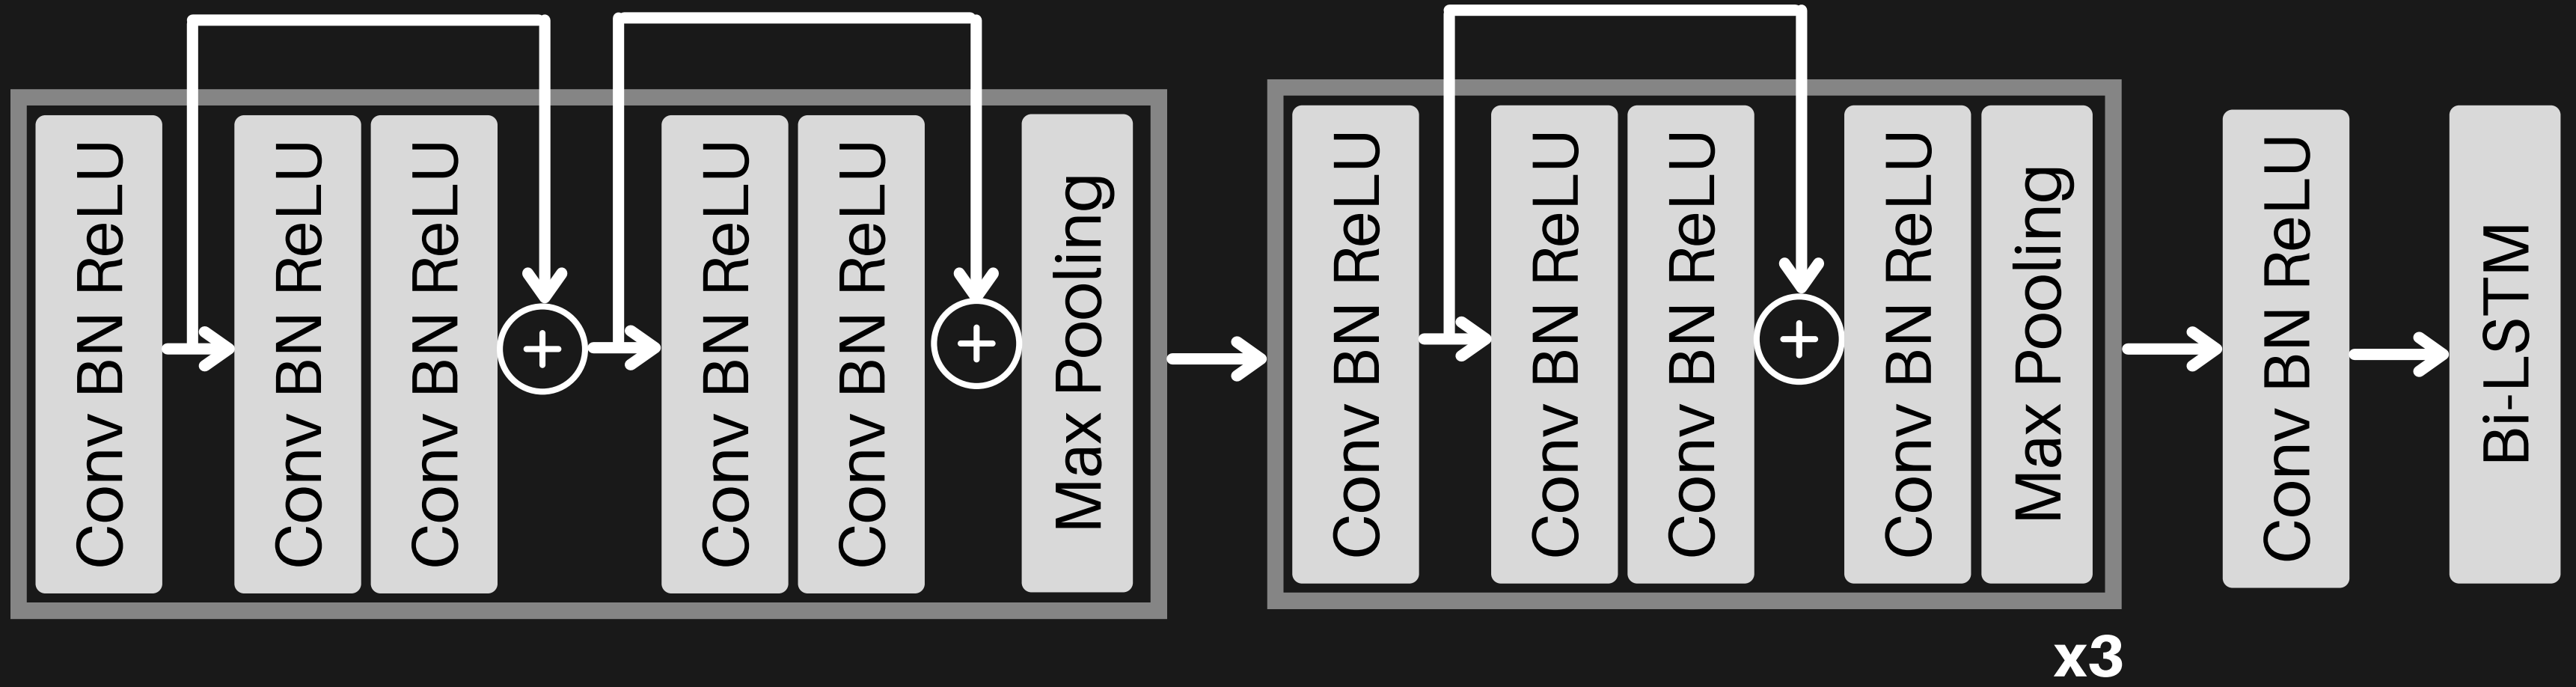 Conv BN ReLU
Conv BN ReLU
Conv BN ReLU
+
Conv BN ReLU
Conv BN ReLU
+
Max Pooling
Conv BN ReLU
Conv BN ReLU
Conv BN ReLU
+
Conv BN ReLU
Max Pooling
x3
Conv BN ReLU
Bi-LSTM